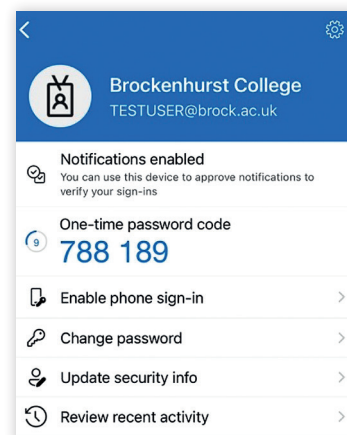 Brockenhurst College
TESTUSER@brock.ac.uk
Notifications enabled
You can use this device to approve notifications to
verify your sign-ins
One-time password code
9
788 189
Enable phone sign-in
Change password
Update security info
Review recent activity